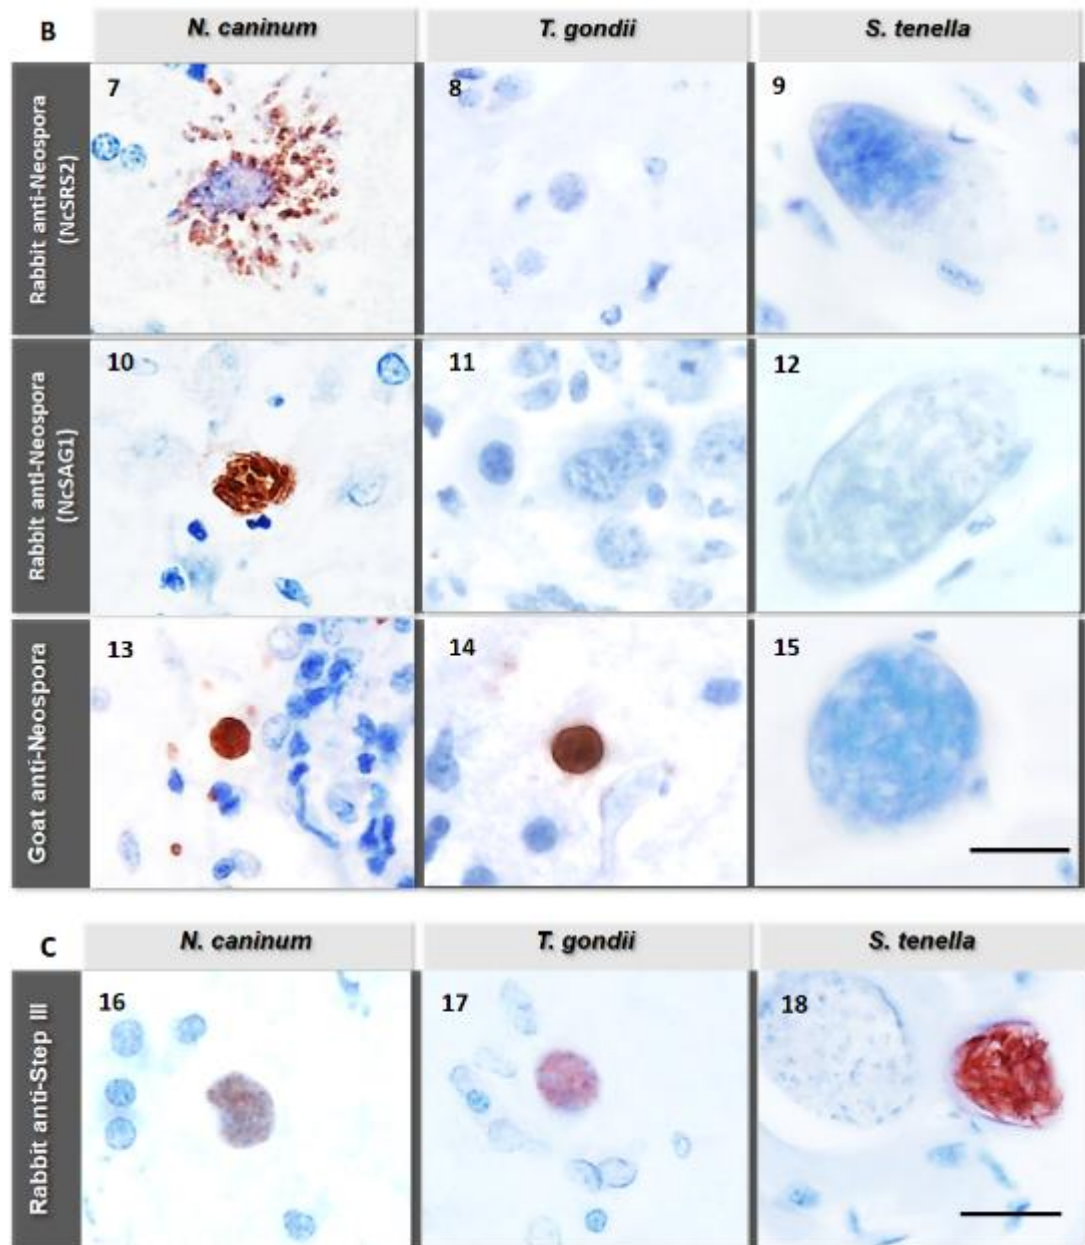 B
N. caninum
T. gondii
S. tenella
Rabbit anti-Neospora
(NcSRS2)
7
8
9
Rabbit anti-Neospora
(NcSAG1)
10
11
12
Goat anti-Neospora
13
14
15
C
N. caninum
T. gondii
S. tenella
Rabbit anti-Step III
16
17
18